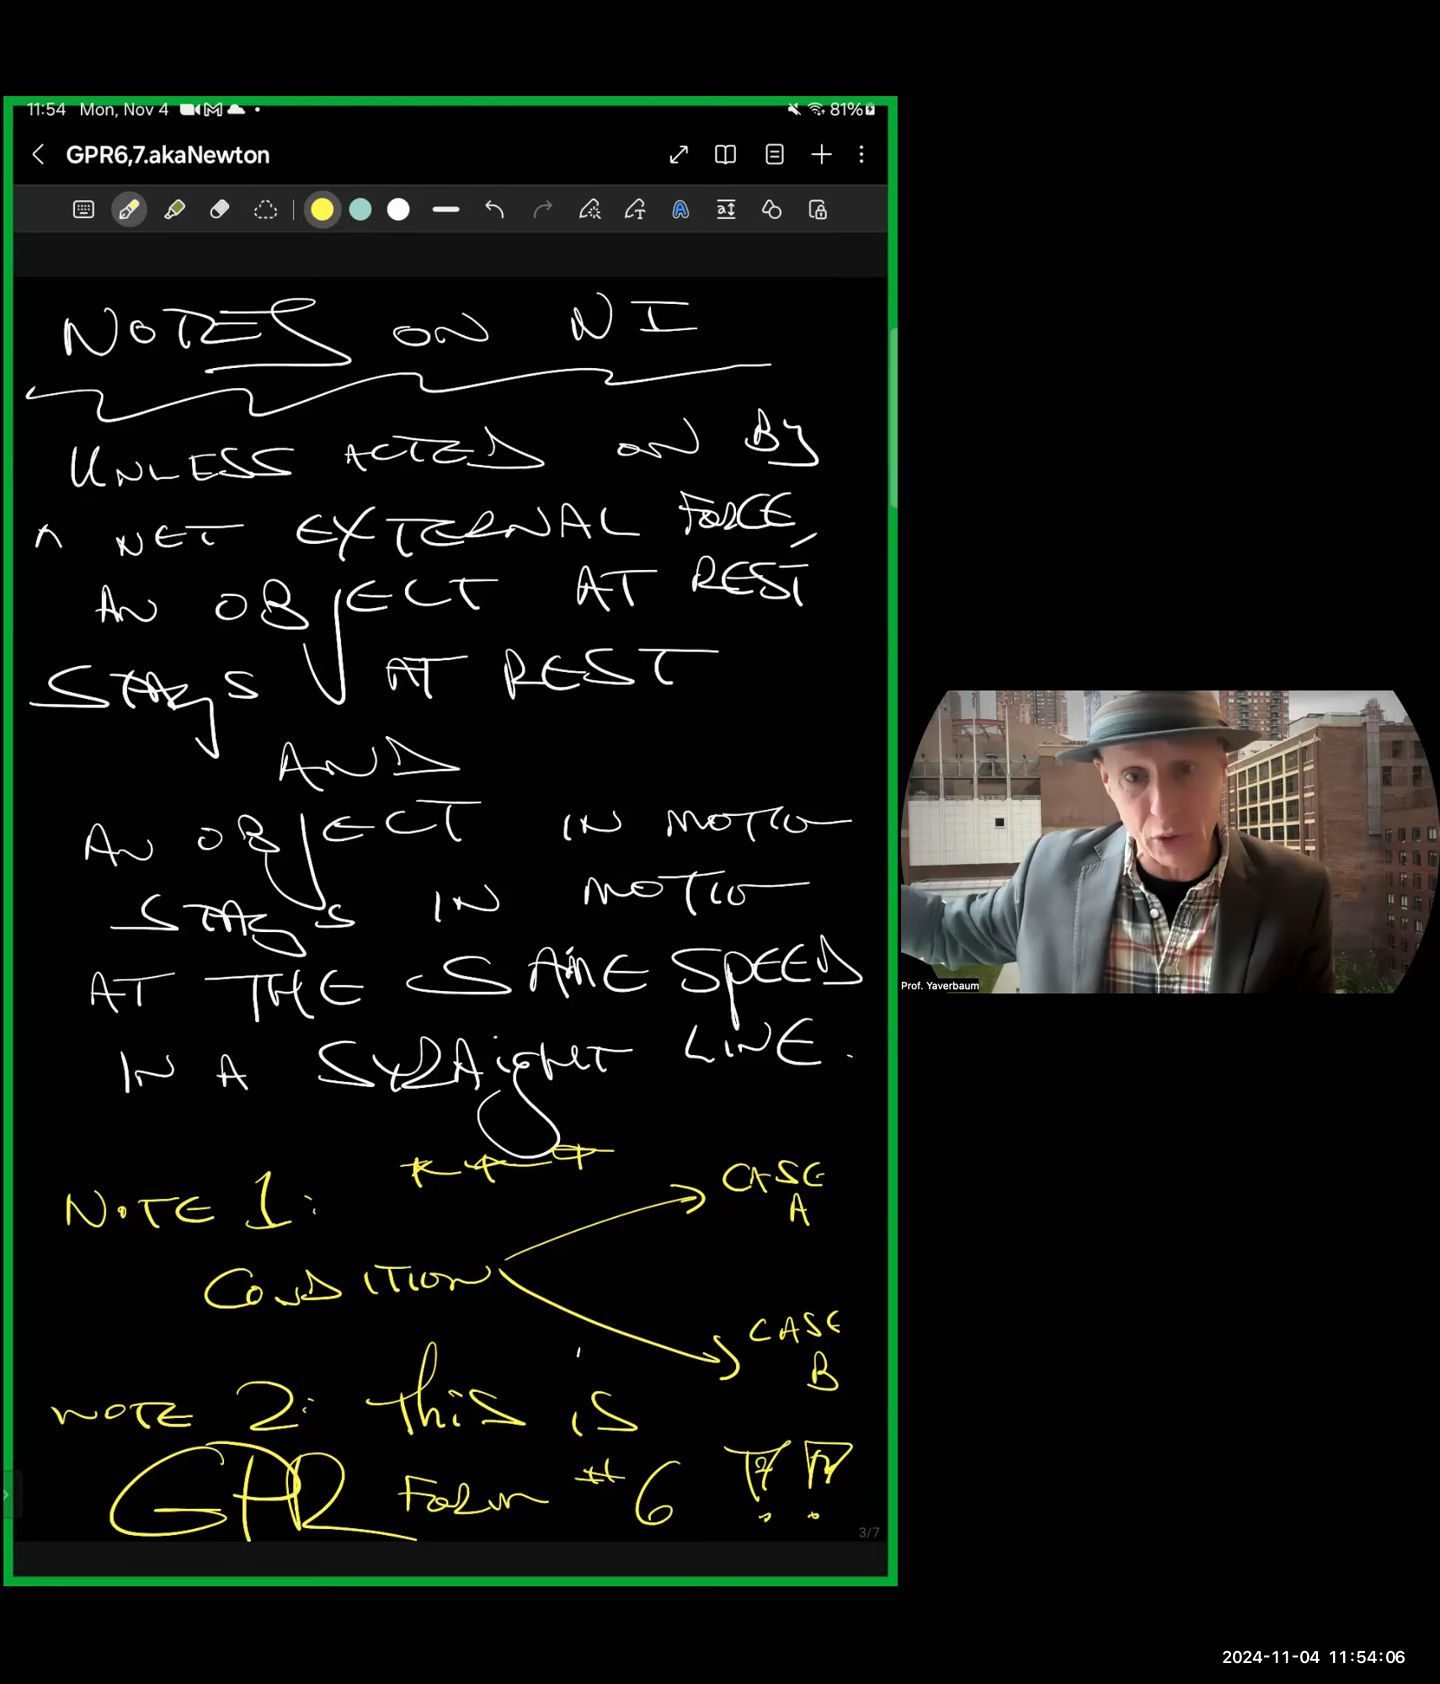 11:54 Mon, Nov 4
81%
GPR6,7.akaNewton
NOTES ON N I
UNLESS ACTED ON BY
A NET EXTERNAL FORCE,
AN OBJECT AT REST
STAYS AT REST
AND
AN OBJECT IN MOTION
STAYS IN MOTION
AT THE SAME SPEED
IN A STRAIGHT LINE.
NOTE 1:
CASE
A
CONDITION
CASE
B
NOTE 2: This is
GPR FORM #6 !!
3/7
Prof. Yaverbaum
2024-11-04 11:54:06